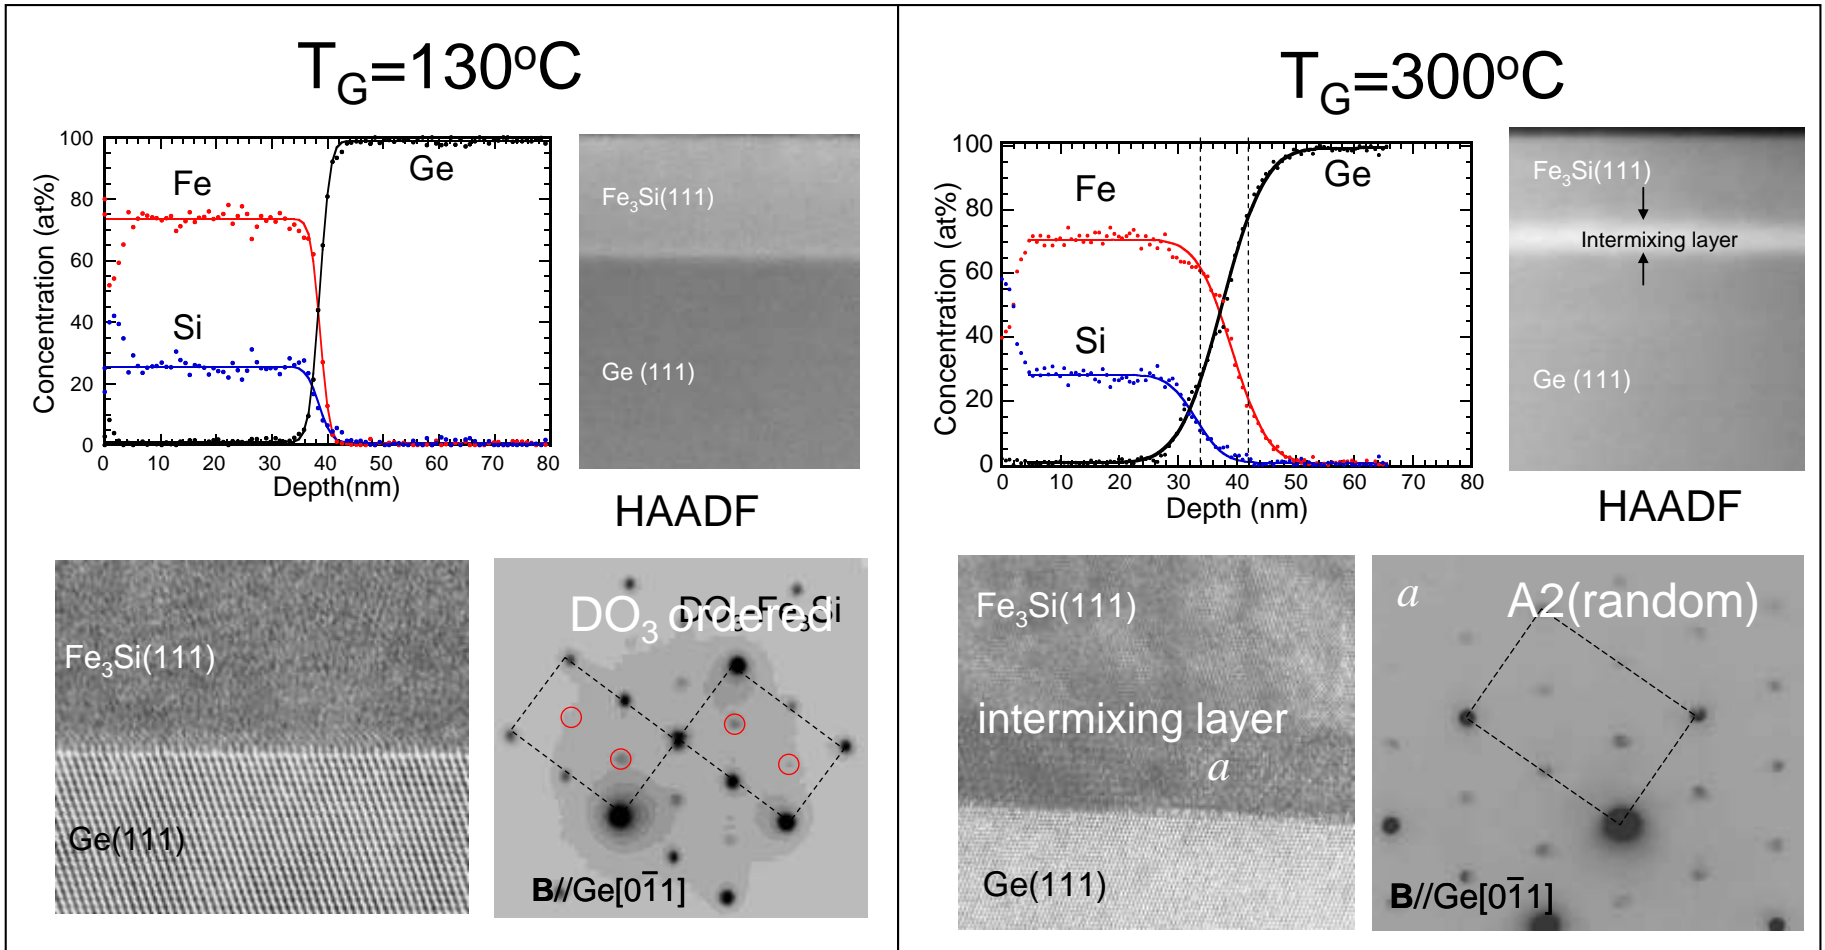 T_G=130°C
100
80
60
40
20
0
Concentration (at%)
Fe
Si
Ge
0 10 20 30 40 50 60 70 80
Depth(nm)
Fe₃Si(111)
Ge (111)
HAADF
Fe₃Si(111)
Ge(111)
DO₃ ordered
DO₃-Fe₃Si
B//Ge[01̅1]
T_G=300°C
100
80
60
40
20
0
Concentration (at%)
Fe
Si
Ge
0 10 20 30 40 50 60 70 80
Depth (nm)
Fe₃Si(111)
Intermixing layer
Ge (111)
HAADF
Fe₃Si(111)
intermixing layer
a
Ge(111)
a
A2(random)
B//Ge[01̅1]